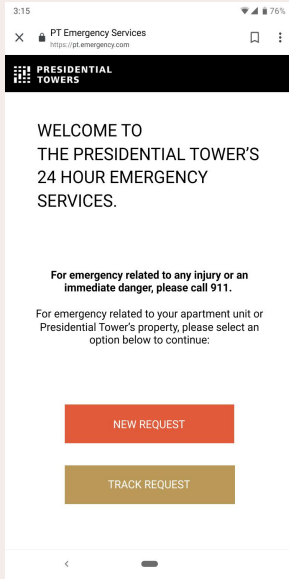 3:15
76%
PT Emergency Services
https://pt.emergency.com
PRESIDENTIAL
TOWERS
WELCOME TO
THE PRESIDENTIAL TOWER'S
24 HOUR EMERGENCY
SERVICES.
For emergency related to any injury or an
immediate danger, please call 911.
For emergency related to your apartment unit or
Presidential Tower's property, please select an
option below to continue:
NEW REQUEST
TRACK REQUEST